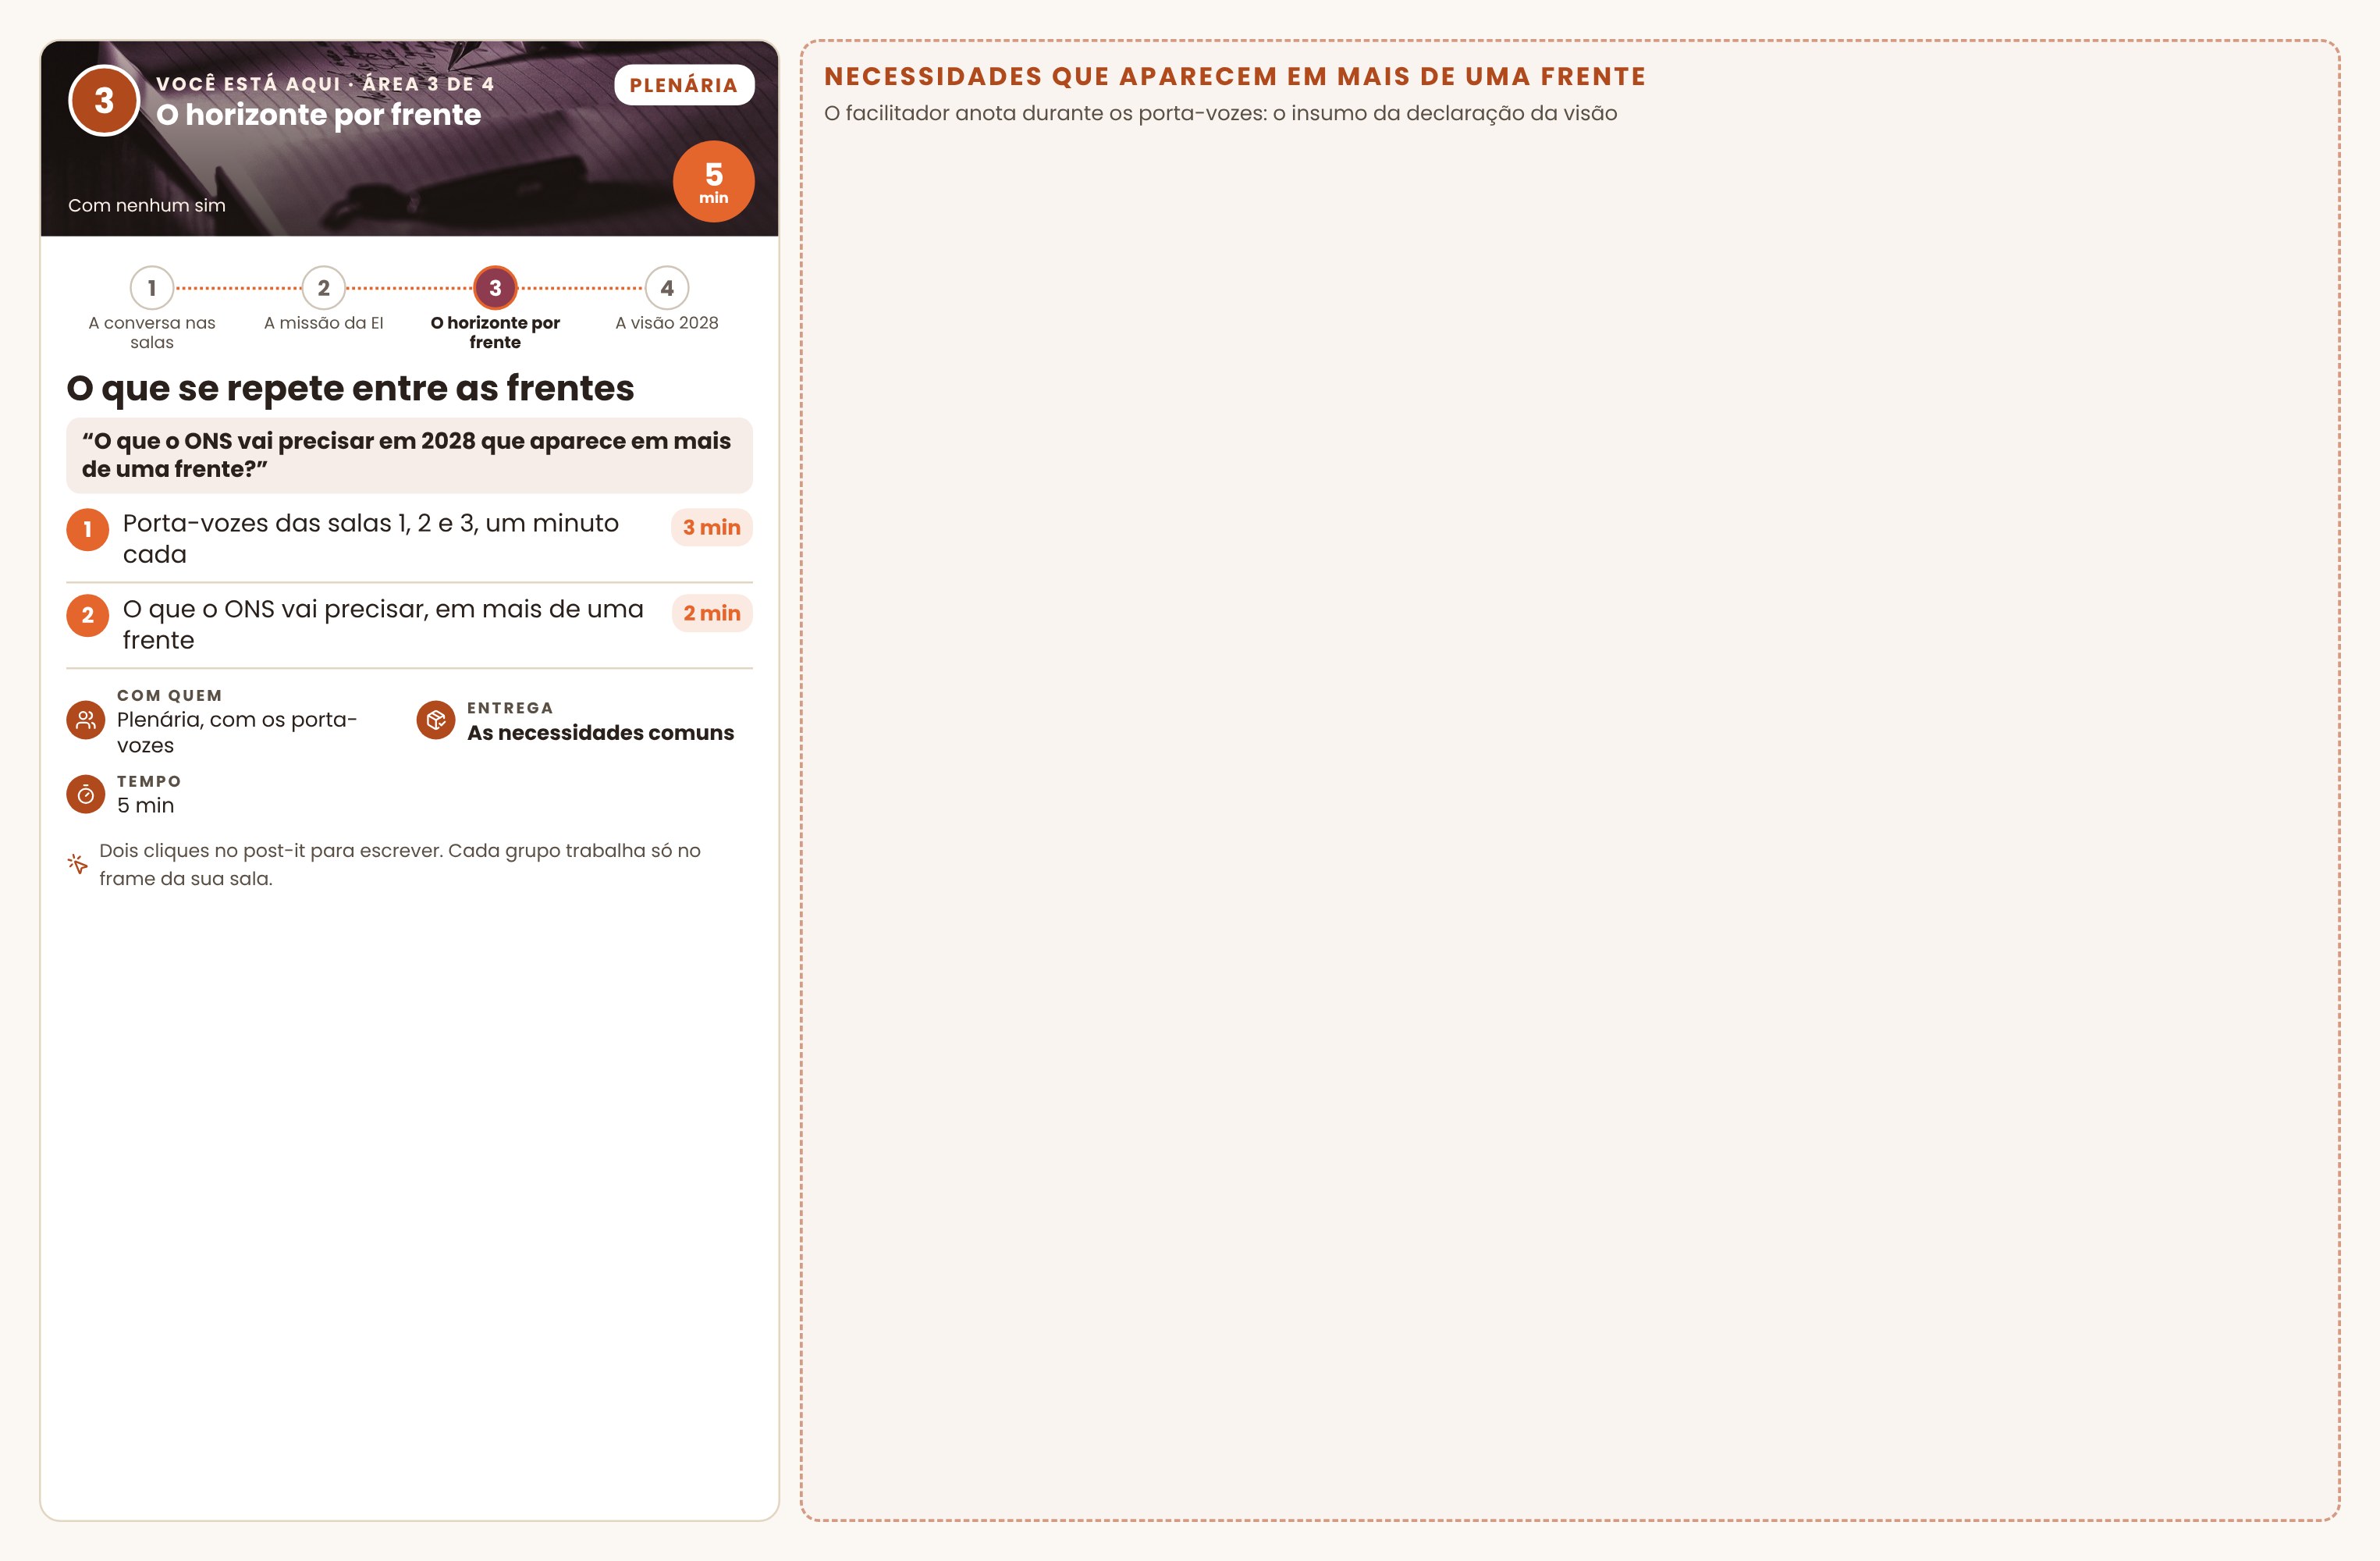 3
VOCÊ ESTÁ AQUI · ÁREA 3 DE 4
O horizonte por frente
PLENÁRIA
5
min
Com nenhum sim
1
2
3
4
A conversa nas
salas
A missão da EI
O horizonte por
frente
A visão 2028
O que se repete entre as frentes
“O que o ONS vai precisar em 2028 que aparece em mais
de uma frente?”
1
Porta-vozes das salas 1, 2 e 3, um minuto
cada
3 min
2
O que o ONS vai precisar, em mais de uma
frente
2 min
COM QUEM
Plenária, com os porta-
vozes
ENTREGA
As necessidades comuns
TEMPO
5 min
Dois cliques no post-it para escrever. Cada grupo trabalha só no
frame da sua sala.
NECESSIDADES QUE APARECEM EM MAIS DE UMA FRENTE
O facilitador anota durante os porta-vozes: o insumo da declaração da visão